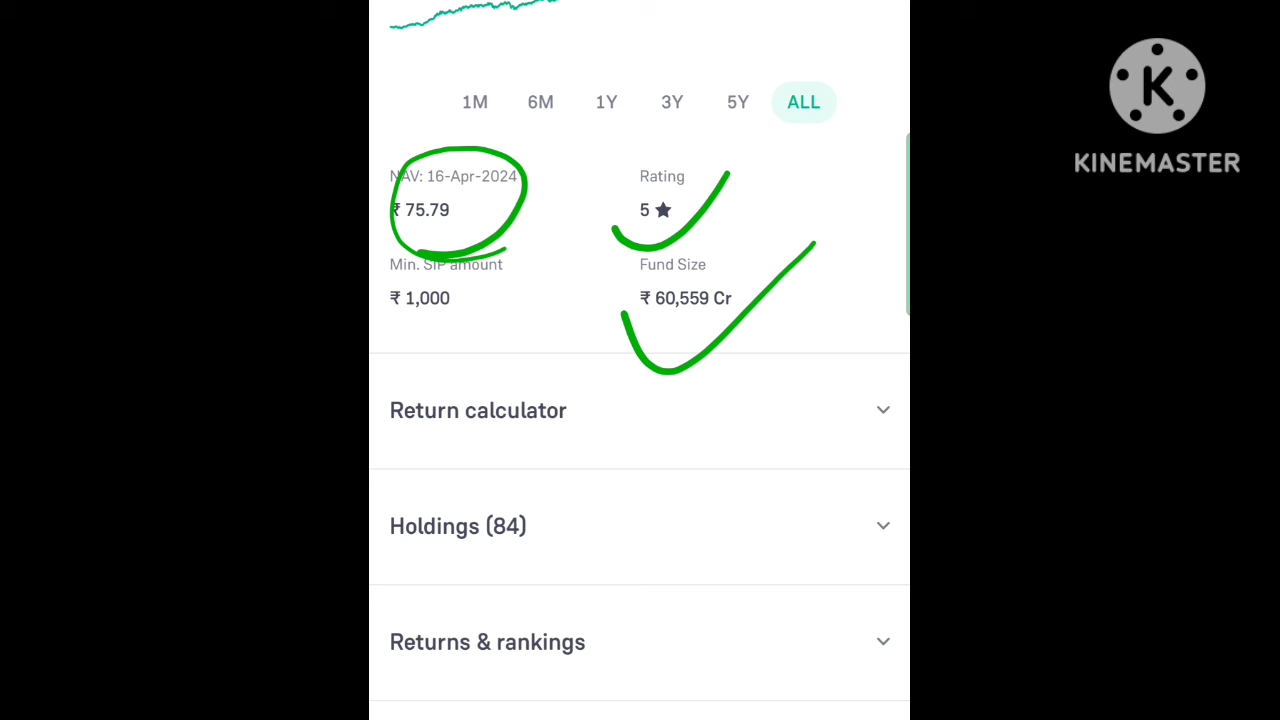 1M 6M 1Y 3Y 5Y ALL
NAV: 16-Apr-2024 Rating
₹ 75.79 5 ★
Min. SIP amount Fund Size
₹ 1,000 ₹ 60,559 Cr
Return calculator
Holdings (84)
Returns & rankings
K
KINEMASTER